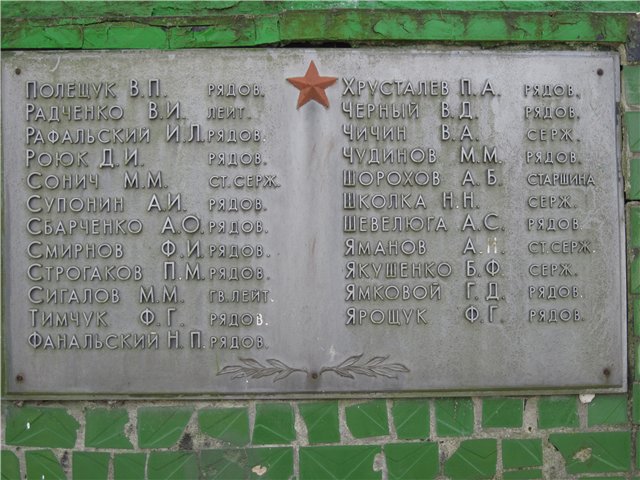 Полещук В.П. рядов.
Радченко В.И. лейт.
Рафальский И.Л. рядов.
Роюк Д.И. рядов.
Сонич М.М. ст.серж.
Супонин А.И. рядов.
Сбарченко А.О. рядов.
Смирнов Ф.И. рядов.
Строгаков П.М. рядов.
Сигалов М.М. гв.лейт.
Тимчук Ф.Г. рядов.
Фанальский Н.П. рядов.
Хрусталев П.А. рядов.
Черный В.Д. рядов.
Чичин В.А. серж.
Чудинов М.М. рядов.
Шорохов А.Б. старшина
Школка Н.Н. серж.
Шевелюга А.С. рядов.
Яманов А. ст.серж.
Якушенко Б.Ф. серж.
Ямковой Г.Д. рядов.
Ярощук Ф.Г. рядов.